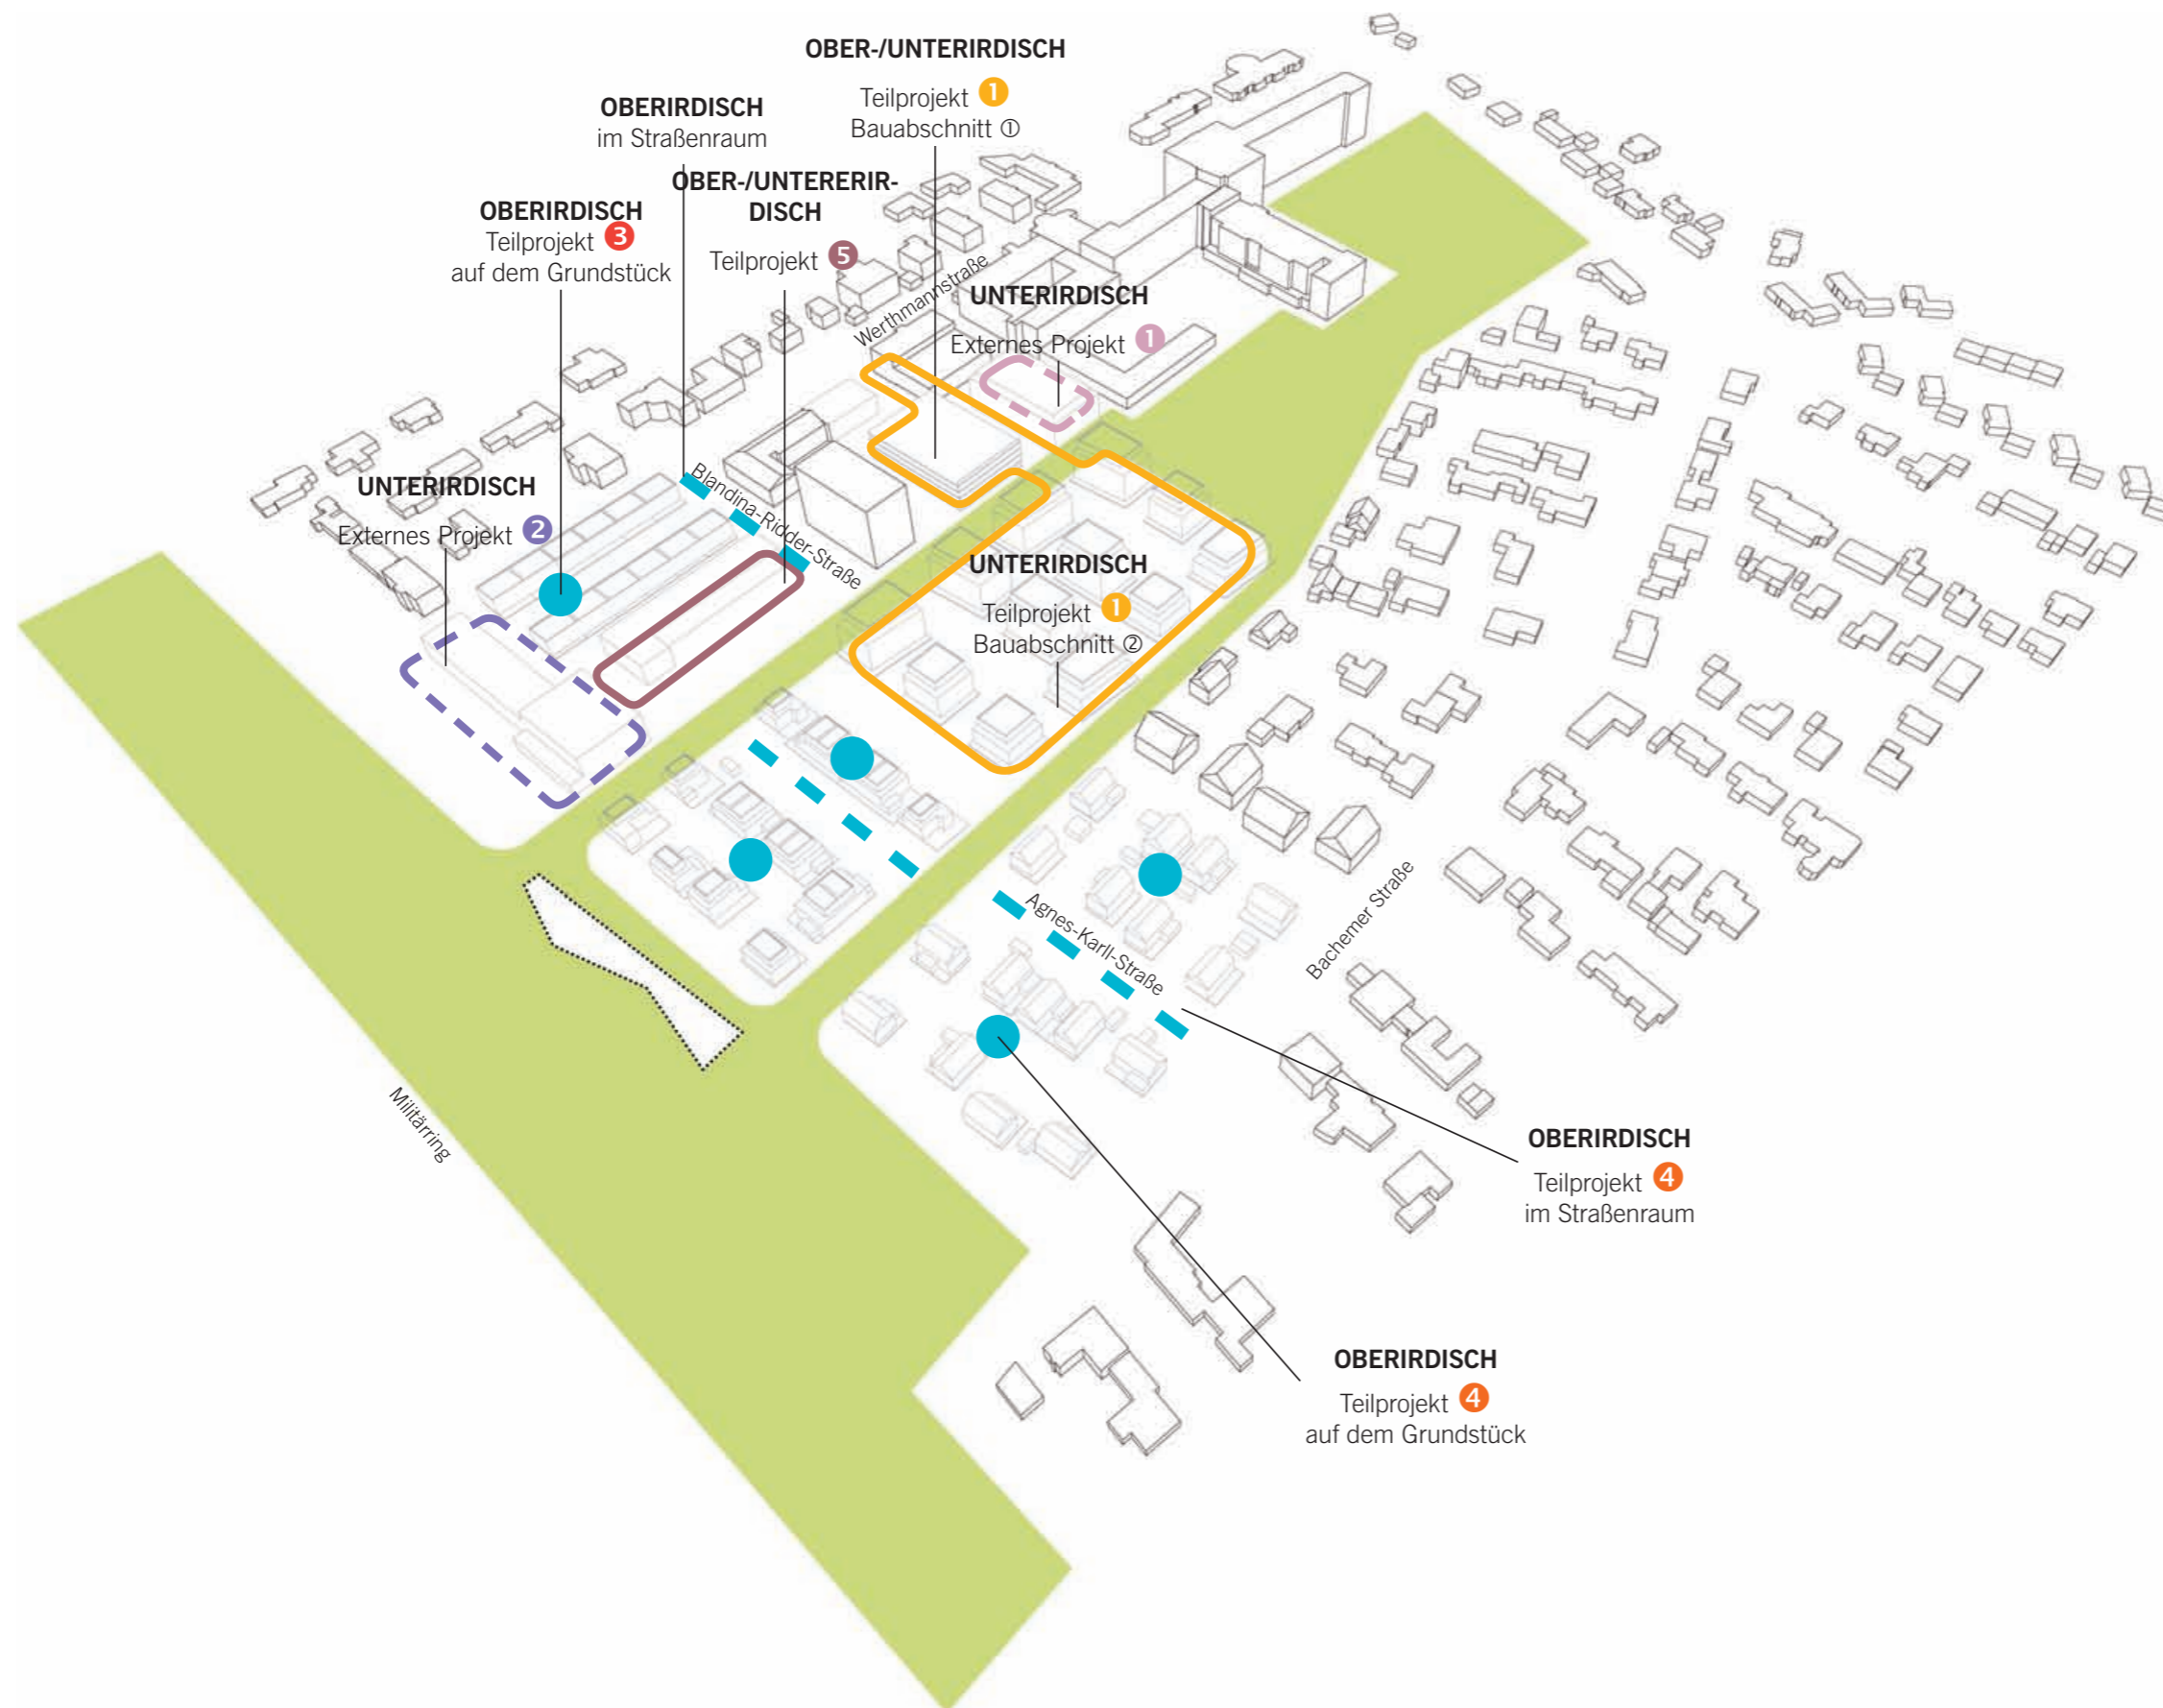 OBER-/UNTERIRDISCH
Teilprojekt 1
Bauabschnitt ①
OBERIRDISCH
im Straßenraum
OBER-/UNTERERIR-
DISCH
Teilprojekt 5
OBERIRDISCH
Teilprojekt 3
auf dem Grundstück
Werthmannstraße
UNTERIRDISCH
Externes Projekt 1
UNTERIRDISCH
Externes Projekt 2
Blandina-Ridder-Straße
UNTERIRDISCH
Teilprojekt 1
Bauabschnitt ②
Agnes-Karll-Straße
Bachemer Straße
Militärring
OBERIRDISCH
Teilprojekt 4
im Straßenraum
OBERIRDISCH
Teilprojekt 4
auf dem Grundstück